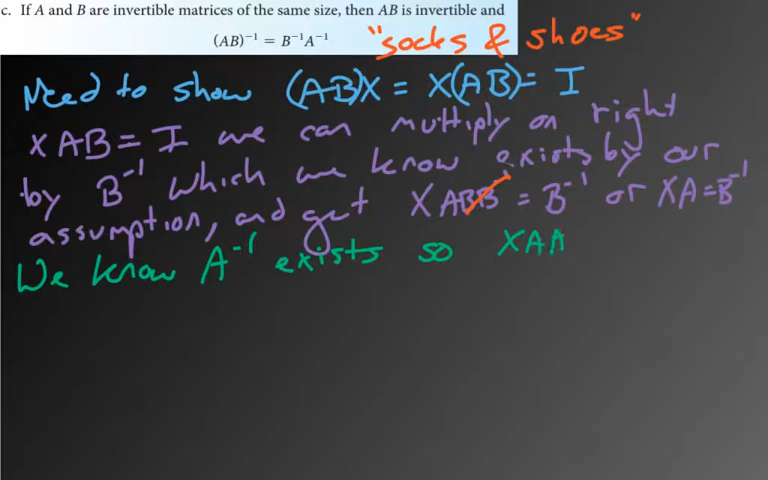 c. If A and B are invertible matrices of the same size, then AB is invertible and
(AB)⁻¹ = B⁻¹A⁻¹ "socks & shoes"
Need to show (AB)X = X(AB) = I
XAB = I we can multiply on right
by B⁻¹ which we know exists by our
assumption, and get XABB = B⁻¹ or XA = B⁻¹
We know A⁻¹ exists so XAA